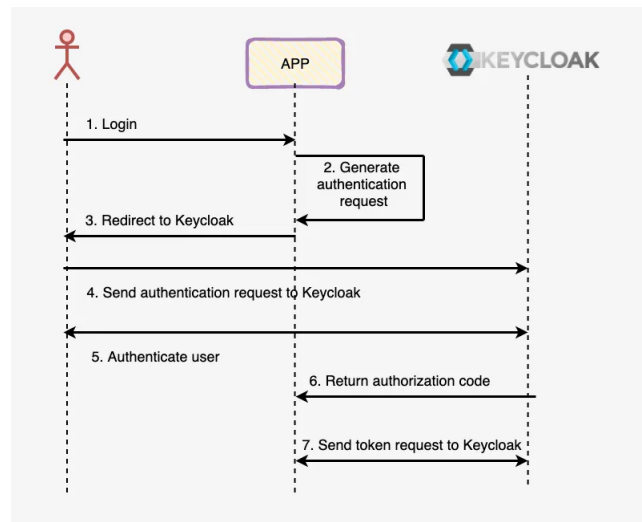 APP
KEYCLOAK
1. Login
2. Generate
authentication
request
3. Redirect to Keycloak
4. Send authentication request to Keycloak
5. Authenticate user
6. Return authorization code
7. Send token request to Keycloak